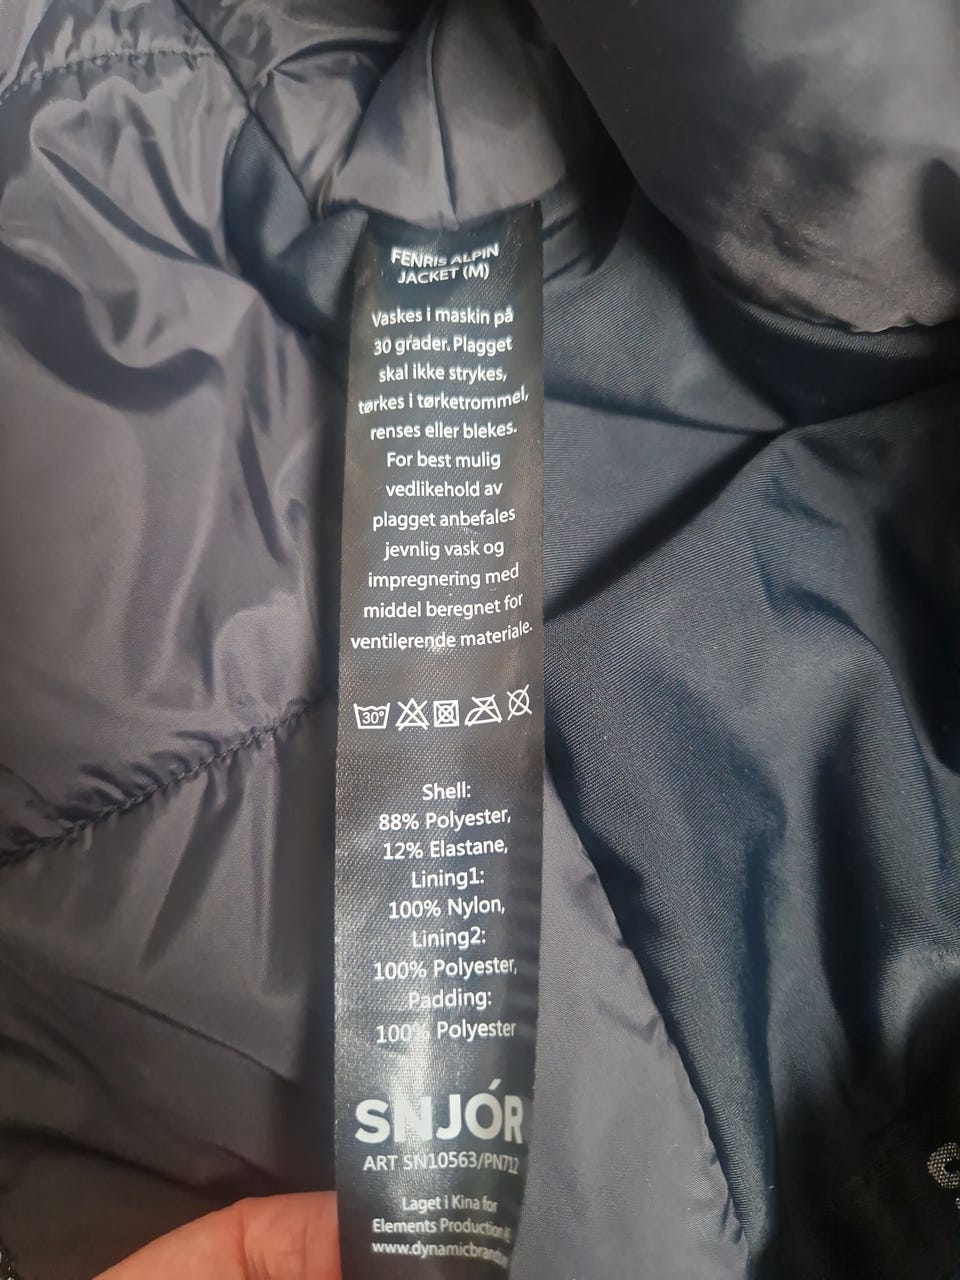 FENRIS ALPIN
JACKET (M)
Vaskes i maskin på
30 grader. Plagget
skal ikke strykes,
tørkes i tørketrommel,
renses eller blekes.
For best mulig
vedlikehold av
plagget anbefales
jevnlig vask og
impregnering med
middel beregnet for
ventilerende materiale.
30°
Shell:
88% Polyester,
12% Elastane,
Lining1:
100% Nylon,
Lining2:
100% Polyester,
Padding:
100% Polyester
SNJÓR
ART SN10563/PN712
Laget i Kina for
Elements Production